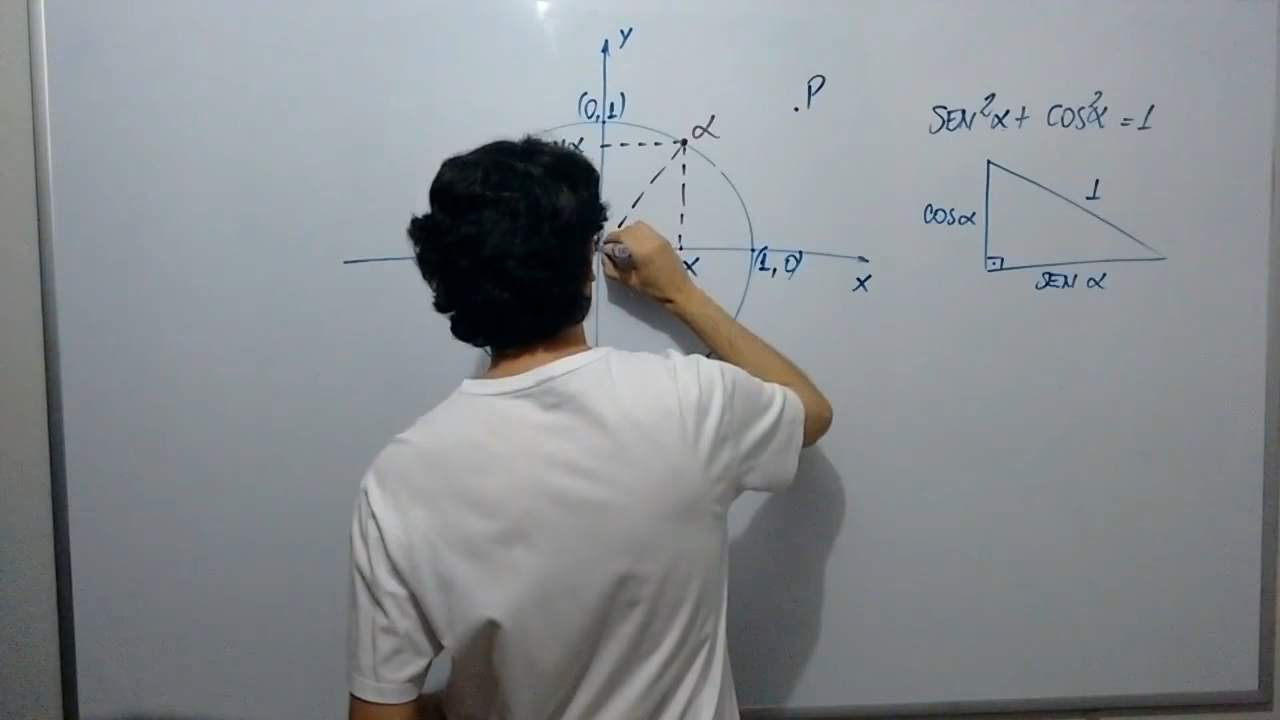 Y
(0,1)
α
P
X
(1,0)
X
SEN²α + COS²α = 1
1
COSα
SEN α